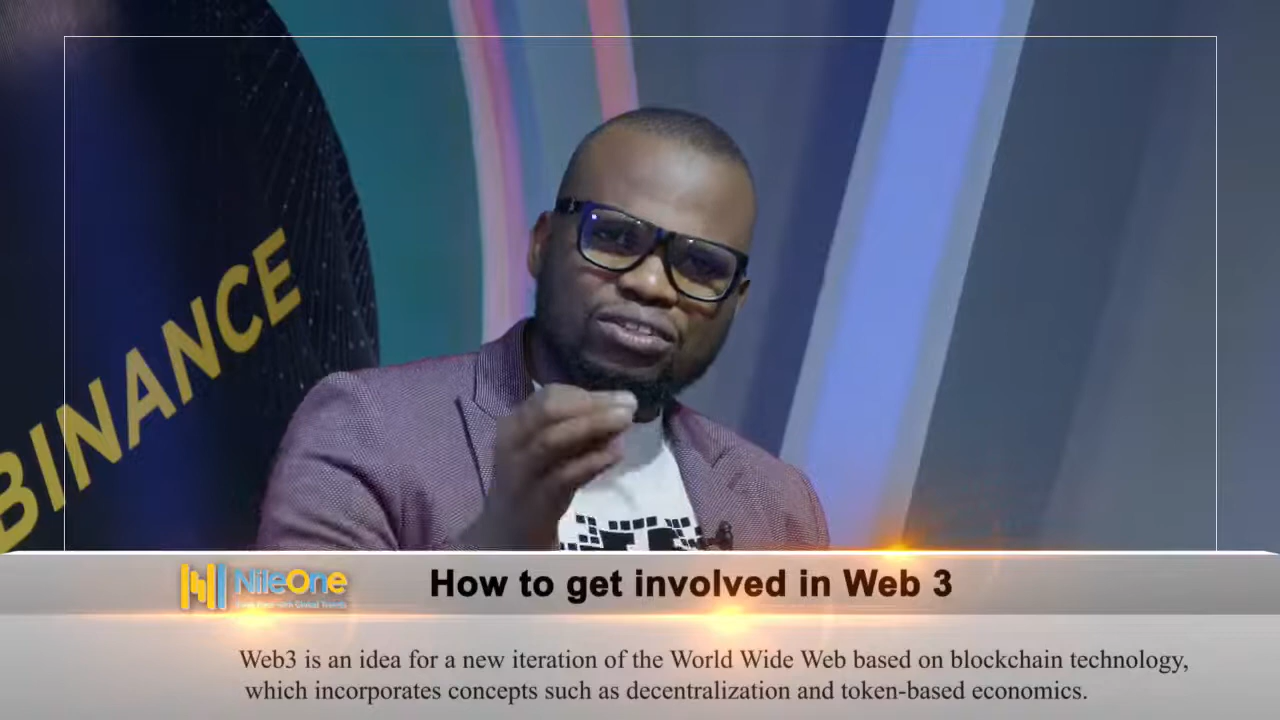 BINANCE
NileOne
How to get involved in Web 3
Web3 is an idea for a new iteration of the World Wide Web based on blockchain technology,
which incorporates concepts such as decentralization and token-based economics.